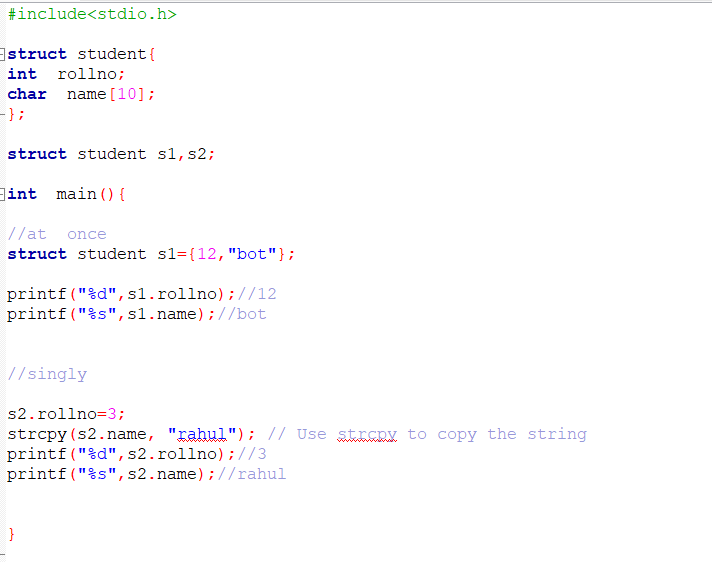 #include<stdio.h>
struct student{
int  rollno;
char  name[10];
};
struct student s1,s2;
int  main(){
//at  once
struct student s1={12,"bot"};
printf("%d",s1.rollno);//12
printf("%s",s1.name);//bot
//singly
s2.rollno=3;
strcpy(s2.name, "rahul"); // Use strcpy to copy the string
printf("%d",s2.rollno);//3
printf("%s",s2.name);//rahul
}